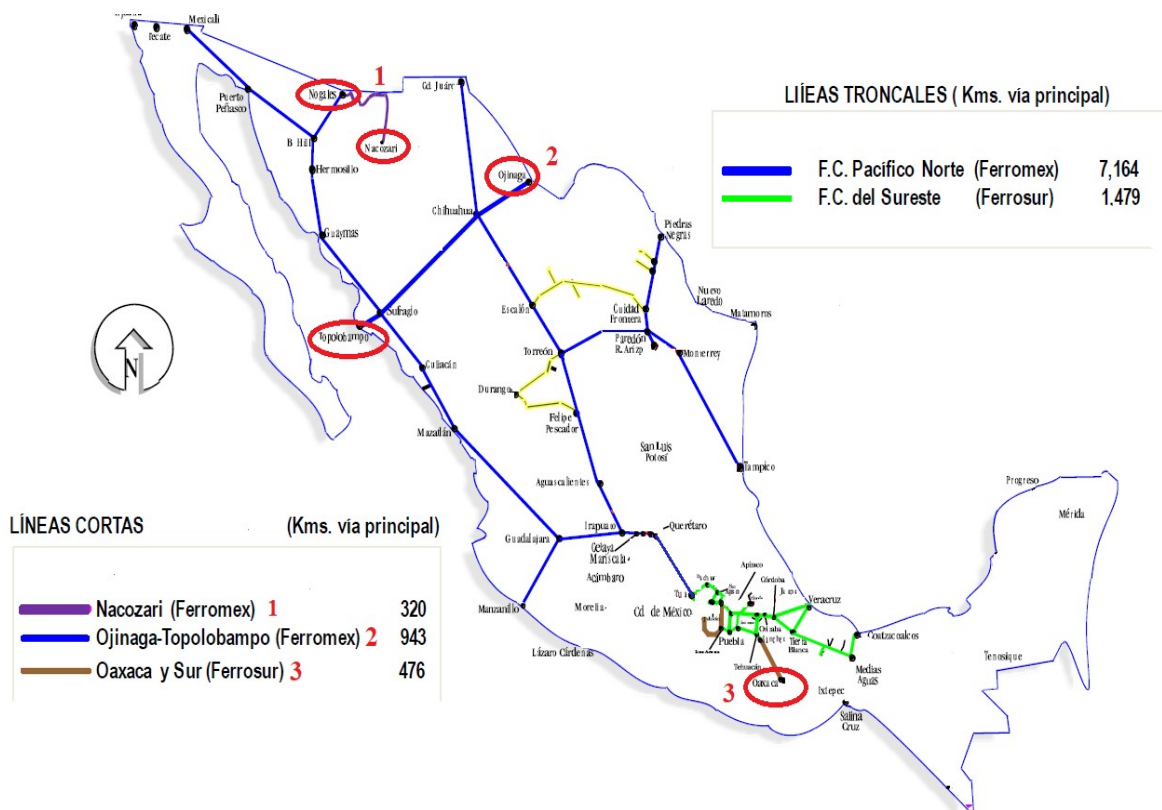 Mexicali
Tecate
Nogales
1
Cd Juárv
Puerto
Peñasco
B Hill
Nacozari
Hermosillo
Ojinaga
2
Chihuahua
Guaymas
Piedras
Negras
Nuevo
Laredo
Matamoros
Sufragio
Topolobampo
Escalón
Cuidad
Frontera
Paredón
R. Arizp
Monterrey
Torreón
Culiacán
Durango
Felipe
Pescador
Mazatlán
San Luis
Potosí
Tampico
Aguascalientes
Irapuato
Querétaro
Guadalajara
Celaya
Mariscala
Acámbaro
Manzanillo
Morelia
Cd de México
Lázaro Cárdenas
Apizaco
Córdoba
Veracruz
Puebla
Tierra
Blanca
Tehuacán
Oaxaca
3
Coatzacoalcos
Medias
Aguas
Ixtepec
Salina
Cruz
Progreso
Mérida
Tenosique
N
LIÍEAS TRONCALES ( Kms. vía principal)
F.C. Pacífico Norte (Ferromex) 7,164
F.C. del Sureste (Ferrosur) 1.479
LÍNEAS CORTAS (Kms. vía principal)
Nacozari (Ferromex) 1 320
Ojinaga-Topolobampo (Ferromex) 2 943
Oaxaca y Sur (Ferrosur) 3 476